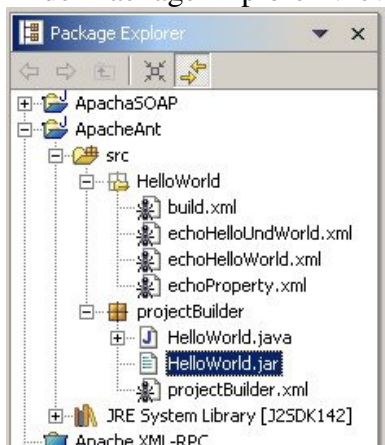 Package Explorer
ApachaSOAP
ApacheAnt
src
HelloWorld
build.xml
echoHelloUndWorld.xml
echoHelloWorld.xml
echoProperty.xml
projectBuilder
HelloWorld.java
HelloWorld.jar
projectBuilder.xml
JRE System Library [J2SDK142]
Apache XML-RPC